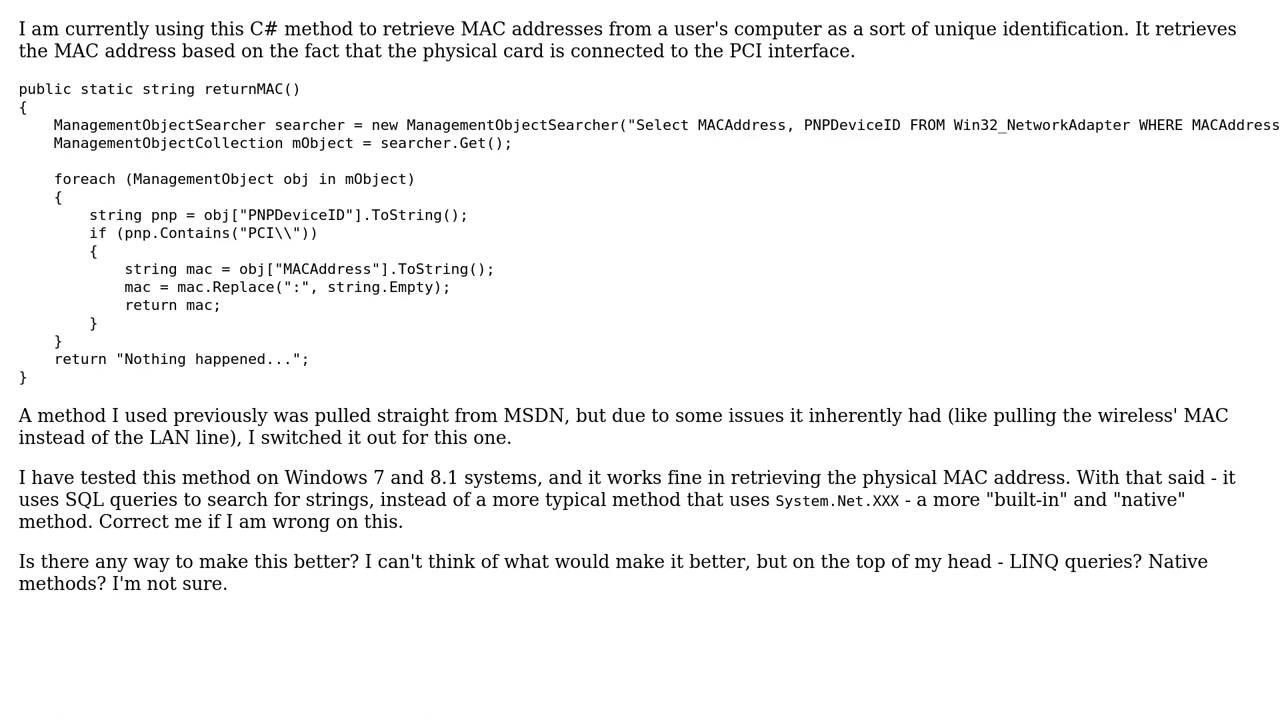 I am currently using this C# method to retrieve MAC addresses from a user's computer as a sort of unique identification. It retrieves
the MAC address based on the fact that the physical card is connected to the PCI interface.
public static string returnMAC()
{
    ManagementObjectSearcher searcher = new ManagementObjectSearcher("Select MACAddress, PNPDeviceID FROM Win32_NetworkAdapter WHERE MACAddress
    ManagementObjectCollection mObject = searcher.Get();
    foreach (ManagementObject obj in mObject)
    {
        string pnp = obj["PNPDeviceID"].ToString();
        if (pnp.Contains("PCI\\"))
        {
            string mac = obj["MACAddress"].ToString();
            mac = mac.Replace(":", string.Empty);
            return mac;
        }
    }
    return "Nothing happened...";
}
A method I used previously was pulled straight from MSDN, but due to some issues it inherently had (like pulling the wireless' MAC
instead of the LAN line), I switched it out for this one.
I have tested this method on Windows 7 and 8.1 systems, and it works fine in retrieving the physical MAC address. With that said - it
uses SQL queries to search for strings, instead of a more typical method that uses System.Net.XXX - a more "built-in" and "native"
method. Correct me if I am wrong on this.
Is there any way to make this better? I can't think of what would make it better, but on the top of my head - LINQ queries? Native
methods? I'm not sure.